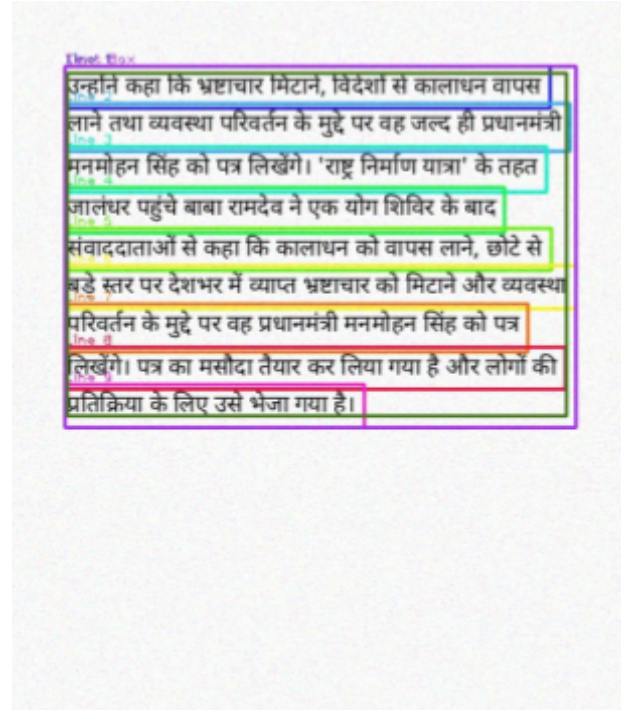 उन्होंने कहा कि भ्रष्टाचार मिटाने, विदेशों से कालाधन वापस
लाने तथा व्यवस्था परिवर्तन के मुद्दे पर वह जल्द ही प्रधानमंत्री
मनमोहन सिंह को पत्र लिखेंगे। 'राष्ट्र निर्माण यात्रा' के तहत
जालंधर पहुंचे बाबा रामदेव ने एक योग शिविर के बाद
संवाददाताओं से कहा कि कालाधन को वापस लाने, छोटे से
बड़े स्तर पर देशभर में व्याप्त भ्रष्टाचार को मिटाने और व्यवस्था
परिवर्तन के मुद्दे पर वह प्रधानमंत्री मनमोहन सिंह को पत्र
लिखेंगे। पत्र का मसौदा तैयार कर लिया गया है और लोगों की
प्रतिक्रिया के लिए उसे भेजा गया है।